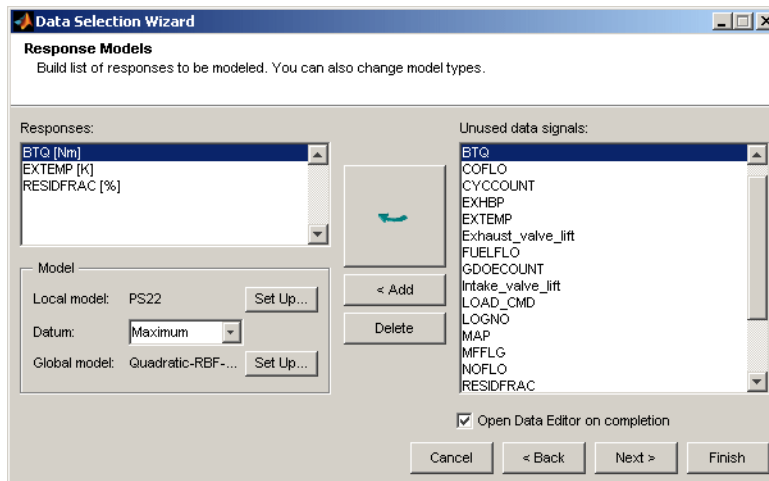 Data Selection Wizard
Response Models
Build list of responses to be modeled. You can also change model types.
Responses:
BTQ [Nm]
EXTEMP [K]
RESIDFRAC [%]
Model
Local model: PS22 Set Up...
Datum: Maximum
Global model: Quadratic-RBF-... Set Up...
< Add
Delete
Unused data signals:
BTQ
COFLO
CYCCOUNT
EXHBP
EXTEMP
Exhaust_valve_lift
FUELFLO
GDOECOUNT
Intake_valve_lift
LOAD_CMD
LOGNO
MAP
MFFLG
NOFLO
RESIDFRAC
Open Data Editor on completion
Cancel < Back Next > Finish